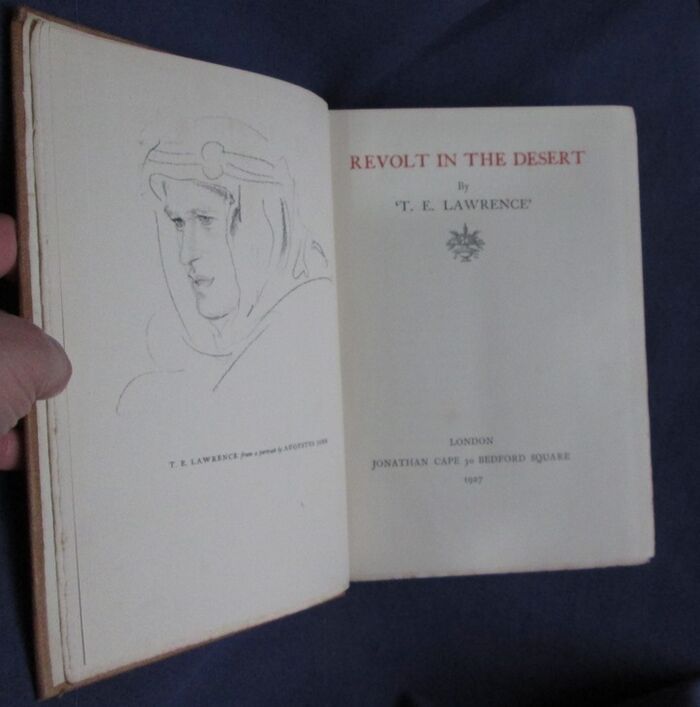 T. E. LAWRENCE from a portrait by AUGUSTUS JOHN
REVOLT IN THE DESERT
By
‘T. E. LAWRENCE’
LONDON
JONATHAN CAPE 30 BEDFORD SQUARE
1927